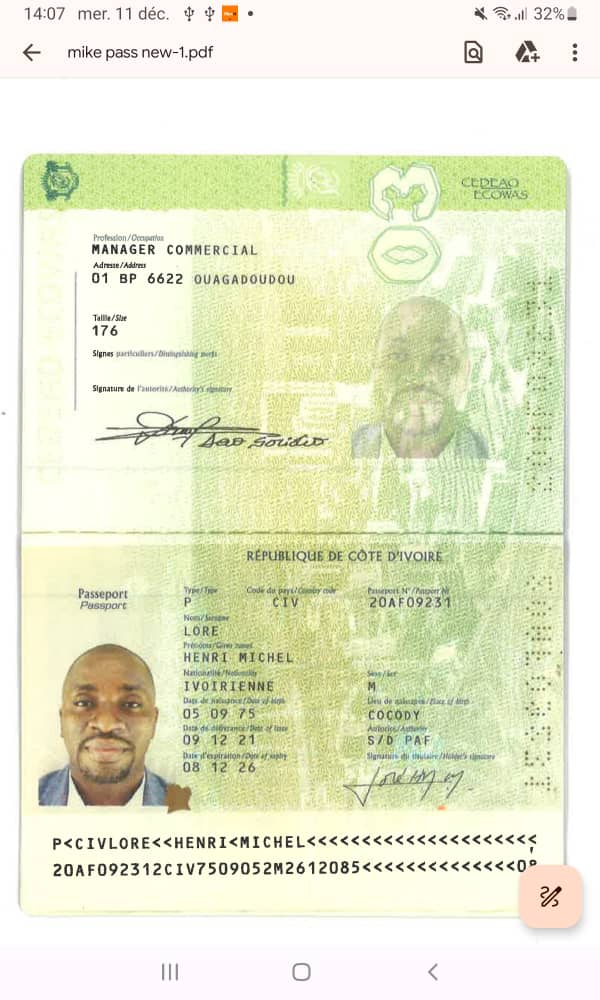 14:07 mer. 11 déc. 32%
mike pass new-1.pdf
CEDEAO
ECOWAS
03
Profession/Occupation
MANAGER COMMERCIAL
Adresse/Address
01 BP 6622 OUAGADOUDOU
Taille/Size
176
Signes particuliers/Distinguishing marks
Signature de l'autorité/Authority's signature
RÉPUBLIQUE DE CÔTE D'IVOIRE
Passeport
Passport
Type/Type Code du pays/Country code Passeport N°/Passport Nr
P CIV 20AF09231
Nom/Surname
LORE
Prénoms/Given names
HENRI MICHEL
Nationalité/Nationality Sexe/Sex
IVOIRIENNE M
Date de naissance/Date of birth Lieu de naissance/Place of birth
05 09 75 COCODY
Date de délivrance/Date of issue Autorité/Authority
09 12 21 S/D PAF
Date d'expiration/Date of expiry Signature du titulaire/Holder's signature
08 12 26
P<CIVLORE<<HENRI<MICHEL<<<<<<<<<<<<<<<<<<<<<
20AF092312CIV7509052M2612085<<<<<<<<<<<<<<08